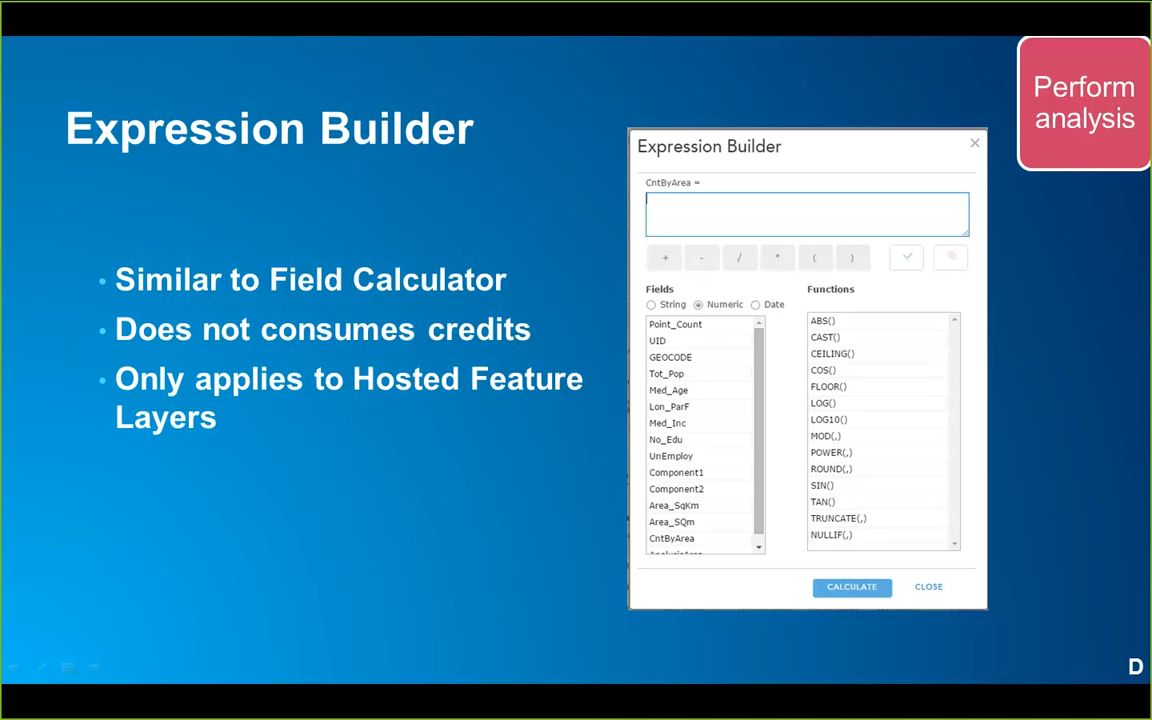 Perform
analysis
Expression Builder
• Similar to Field Calculator
• Does not consumes credits
• Only applies to Hosted Feature
Layers
Expression Builder
×
CntByArea =
+ - / * ( )
Fields
String Numeric Date
Point_Count
UID
GEOCODE
Tot_Pop
Med_Age
Lon_ParF
Med_Inc
No_Edu
UnEmploy
Component1
Component2
Area_SqKm
Area_SQm
CntByArea
Functions
ABS()
CAST()
CEILING()
COS()
FLOOR()
LOG()
LOG10()
MOD(,)
POWER(,)
ROUND(,)
SIN()
TAN()
TRUNCATE(,)
NULLIF(,)
CALCULATE CLOSE
D